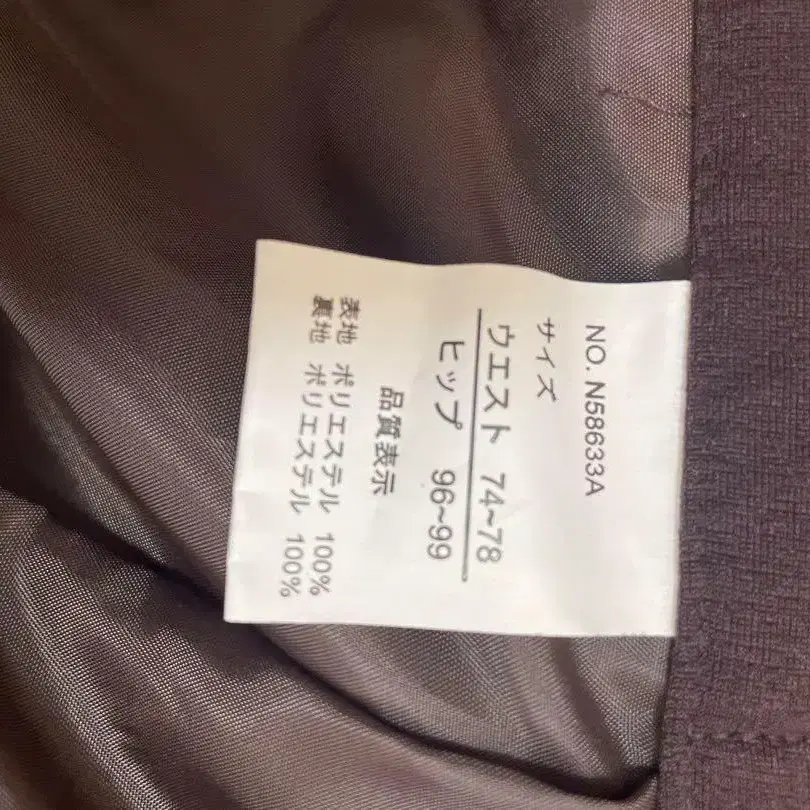 NO. N58633A
サイズ
ウエスト 74~78
ヒップ 96~99
品質表示
表地 ポリエステル 100%
裏地 ポリエステル 100%